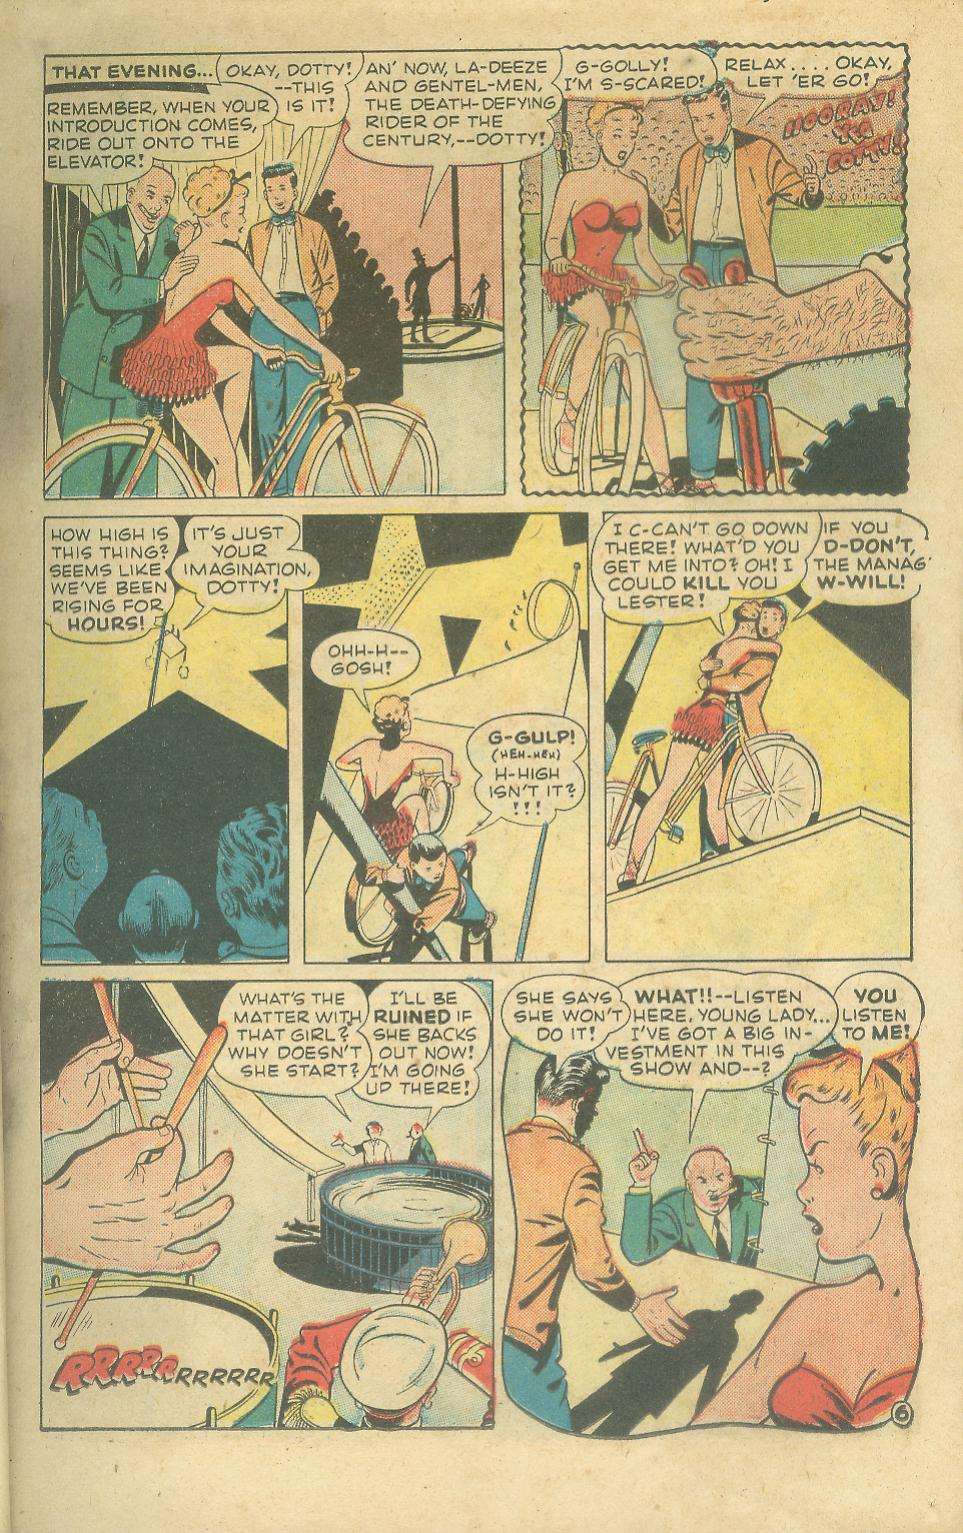 THAT EVENING...
REMEMBER, WHEN YOUR
INTRODUCTION COMES,
RIDE OUT ONTO THE
ELEVATOR!
OKAY, DOTTY!
--THIS
IS IT!
AN' NOW, LA-DEEZE
AND GENTEL-MEN,
THE DEATH-DEFYING
RIDER OF THE
CENTURY,--DOTTY!
G-GOLLY!
I'M S-SCARED!
RELAX.... OKAY,
LET 'ER GO!
HOORAY!
YA
COMN!
HOW HIGH IS
THIS THING?
SEEMS LIKE
WE'VE BEEN
RISING FOR
HOURS!
IT'S JUST
YOUR
IMAGINATION,
DOTTY!
OHH-H--
GOSH!
G-GULP!
(HEH-HEH)
H-HIGH
ISN'T IT?
!!!
I C-CAN'T GO DOWN
THERE! WHAT'D YOU
GET ME INTO? OH! I
COULD KILL YOU
LESTER!
IF YOU
D-DON'T,
THE MANAG'
W-WILL!
WHAT'S THE
MATTER WITH
THAT GIRL?
WHY DOESN'T
SHE START?
I'LL BE
RUINED IF
SHE BACKS
OUT NOW!
I'M GOING
UP THERE!
RRRRRRRRRRR
SHE SAYS
SHE WON'T
DO IT!
WHAT!!--LISTEN
HERE, YOUNG LADY...
I'VE GOT A BIG IN-
VESTMENT IN THIS
SHOW AND--?
YOU
LISTEN
TO ME!
6